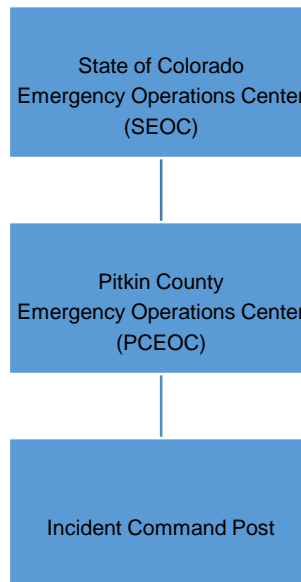 State of Colorado
Emergency Operations Center
(SEOC)
Pitkin County
Emergency Operations Center
(PCEOC)
Incident Command Post